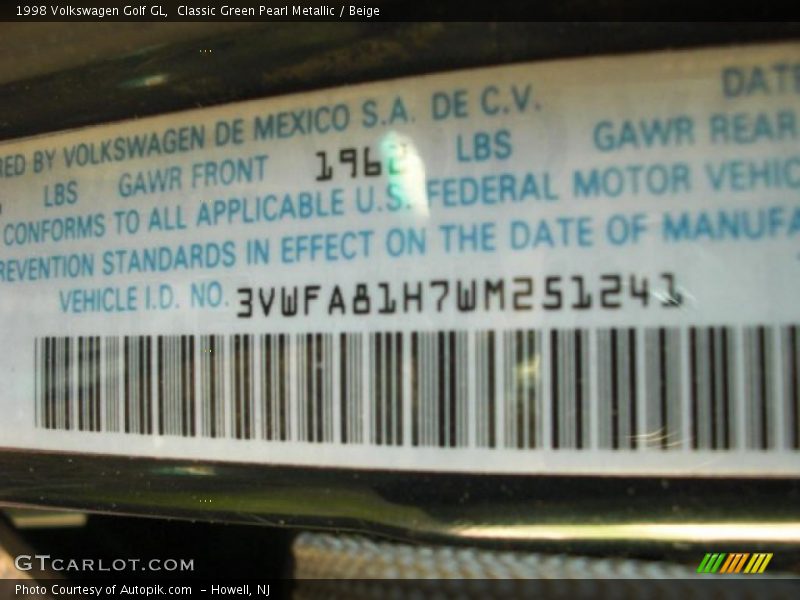 1998 Volkswagen Golf GL,  Classic Green Pearl Metallic / Beige
DATE
RED BY VOLKSWAGEN DE MEXICO S.A. DE C.V.
LBS GAWR FRONT 196 LBS GAWR REAR
CONFORMS TO ALL APPLICABLE U.S. FEDERAL MOTOR VEHIC
REVENTION STANDARDS IN EFFECT ON THE DATE OF MANUFA
VEHICLE I.D. NO. 3VWFA81H7WM251241
GTCARLOT.COM
Photo Courtesy of Autopik.com  - Howell, NJ